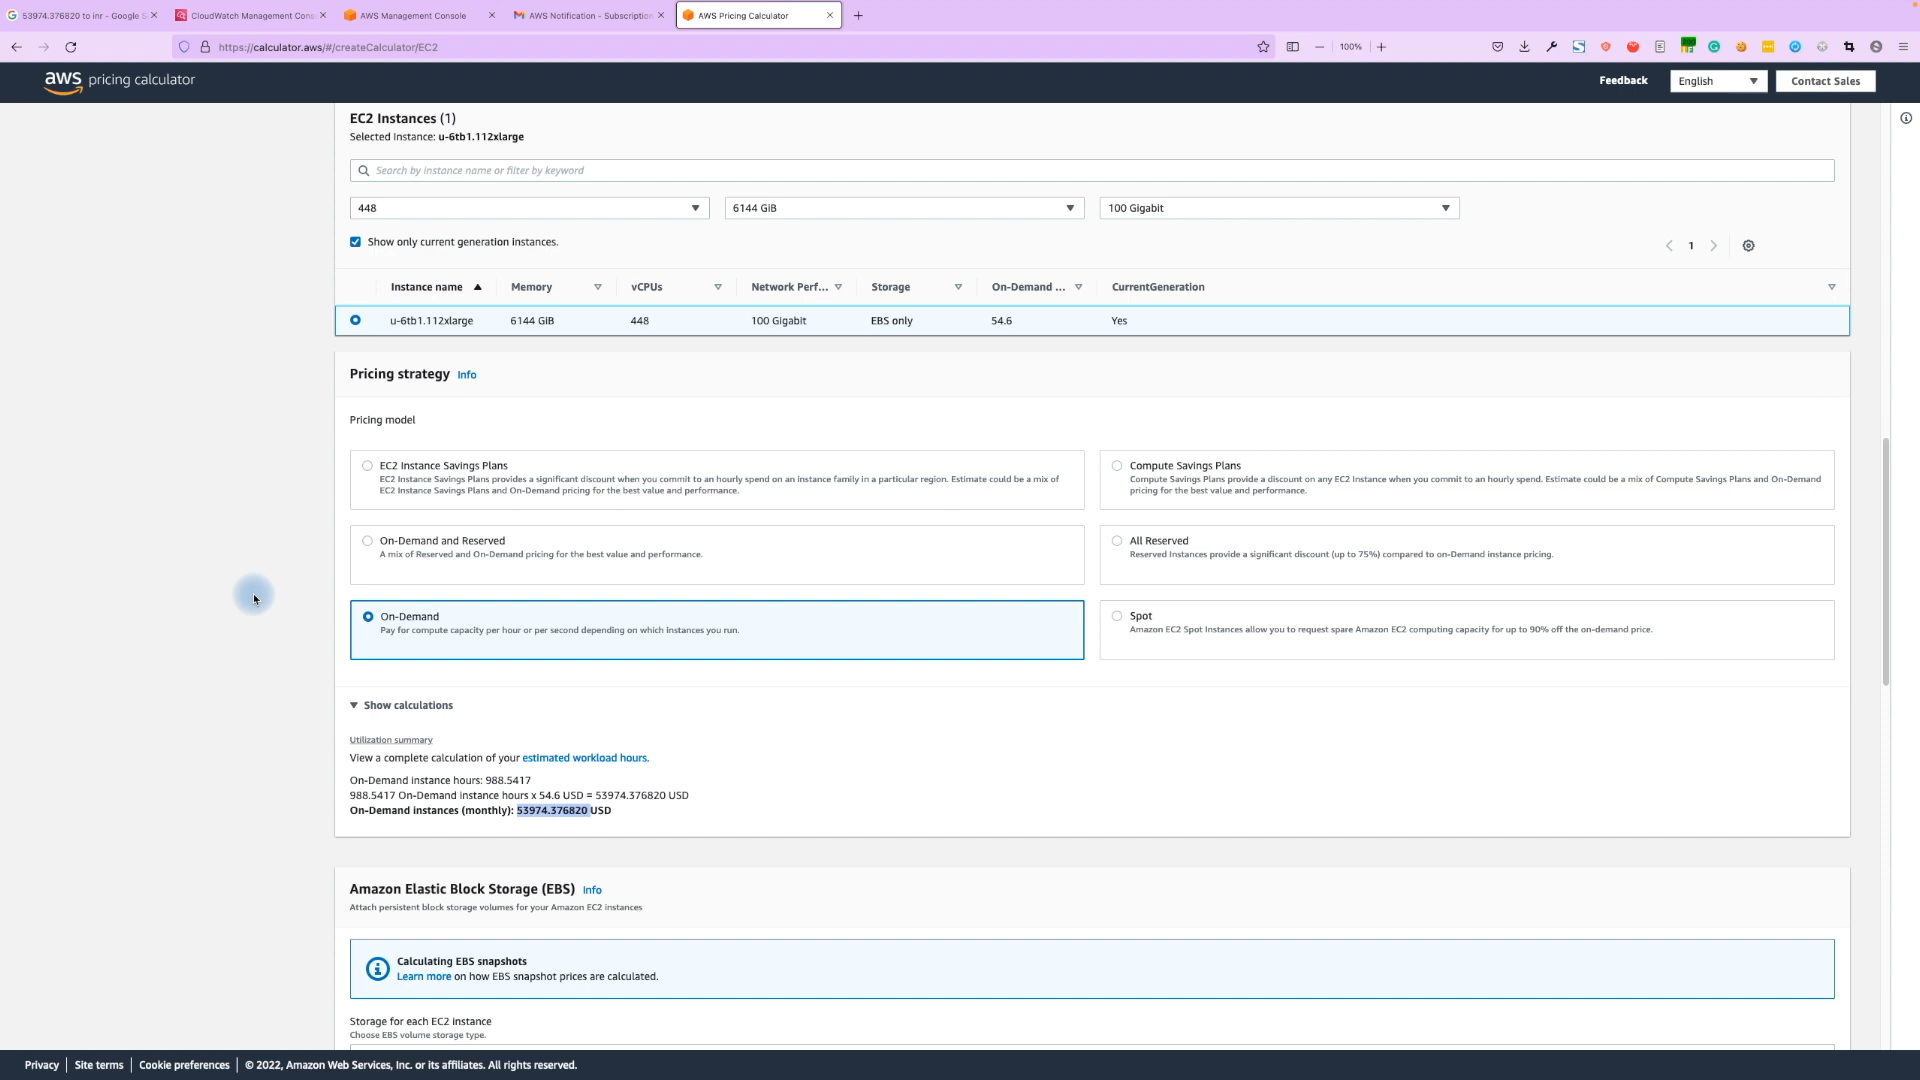 53974.376820 to inr - Google S
CloudWatch Management Cons
AWS Management Console
AWS Notification - Subscription
AWS Pricing Calculator
https://calculator.aws/#/createCalculator/EC2
100%
aws pricing calculator
Feedback
English
Contact Sales
EC2 Instances (1)
Selected Instance: u-6tb1.112xlarge
Search by instance name or filter by keyword
448
6144 GiB
100 Gigabit
Show only current generation instances.
1
Instance name
Memory
vCPUs
Network Perf...
Storage
On-Demand ...
CurrentGeneration
u-6tb1.112xlarge
6144 GiB
448
100 Gigabit
EBS only
54.6
Yes
Pricing strategy Info
Pricing model
EC2 Instance Savings Plans
EC2 Instance Savings Plans provides a significant discount when you commit to an hourly spend on an instance family in a particular region. Estimate could be a mix of
EC2 Instance Savings Plans and On-Demand pricing for the best value and performance.
Compute Savings Plans
Compute Savings Plans provide a discount on any EC2 Instance when you commit to an hourly spend. Estimate could be a mix of Compute Savings Plans and On-Demand
pricing for the best value and performance.
On-Demand and Reserved
A mix of Reserved and On-Demand pricing for the best value and performance.
All Reserved
Reserved Instances provide a significant discount (up to 75%) compared to on-Demand instance pricing.
On-Demand
Pay for compute capacity per hour or per second depending on which instances you run.
Spot
Amazon EC2 Spot Instances allow you to request spare Amazon EC2 computing capacity for up to 90% off the on-demand price.
Show calculations
Utilization summary
View a complete calculation of your estimated workload hours.
On-Demand instance hours: 988.5417
988.5417 On-Demand instance hours x 54.6 USD = 53974.376820 USD
On-Demand instances (monthly): 53974.376820 USD
Amazon Elastic Block Storage (EBS) Info
Attach persistent block storage volumes for your Amazon EC2 instances
Calculating EBS snapshots
Learn more on how EBS snapshot prices are calculated.
Storage for each EC2 instance
Choose EBS volume storage type.
Privacy
Site terms
Cookie preferences
© 2022, Amazon Web Services, Inc. or its affiliates. All rights reserved.